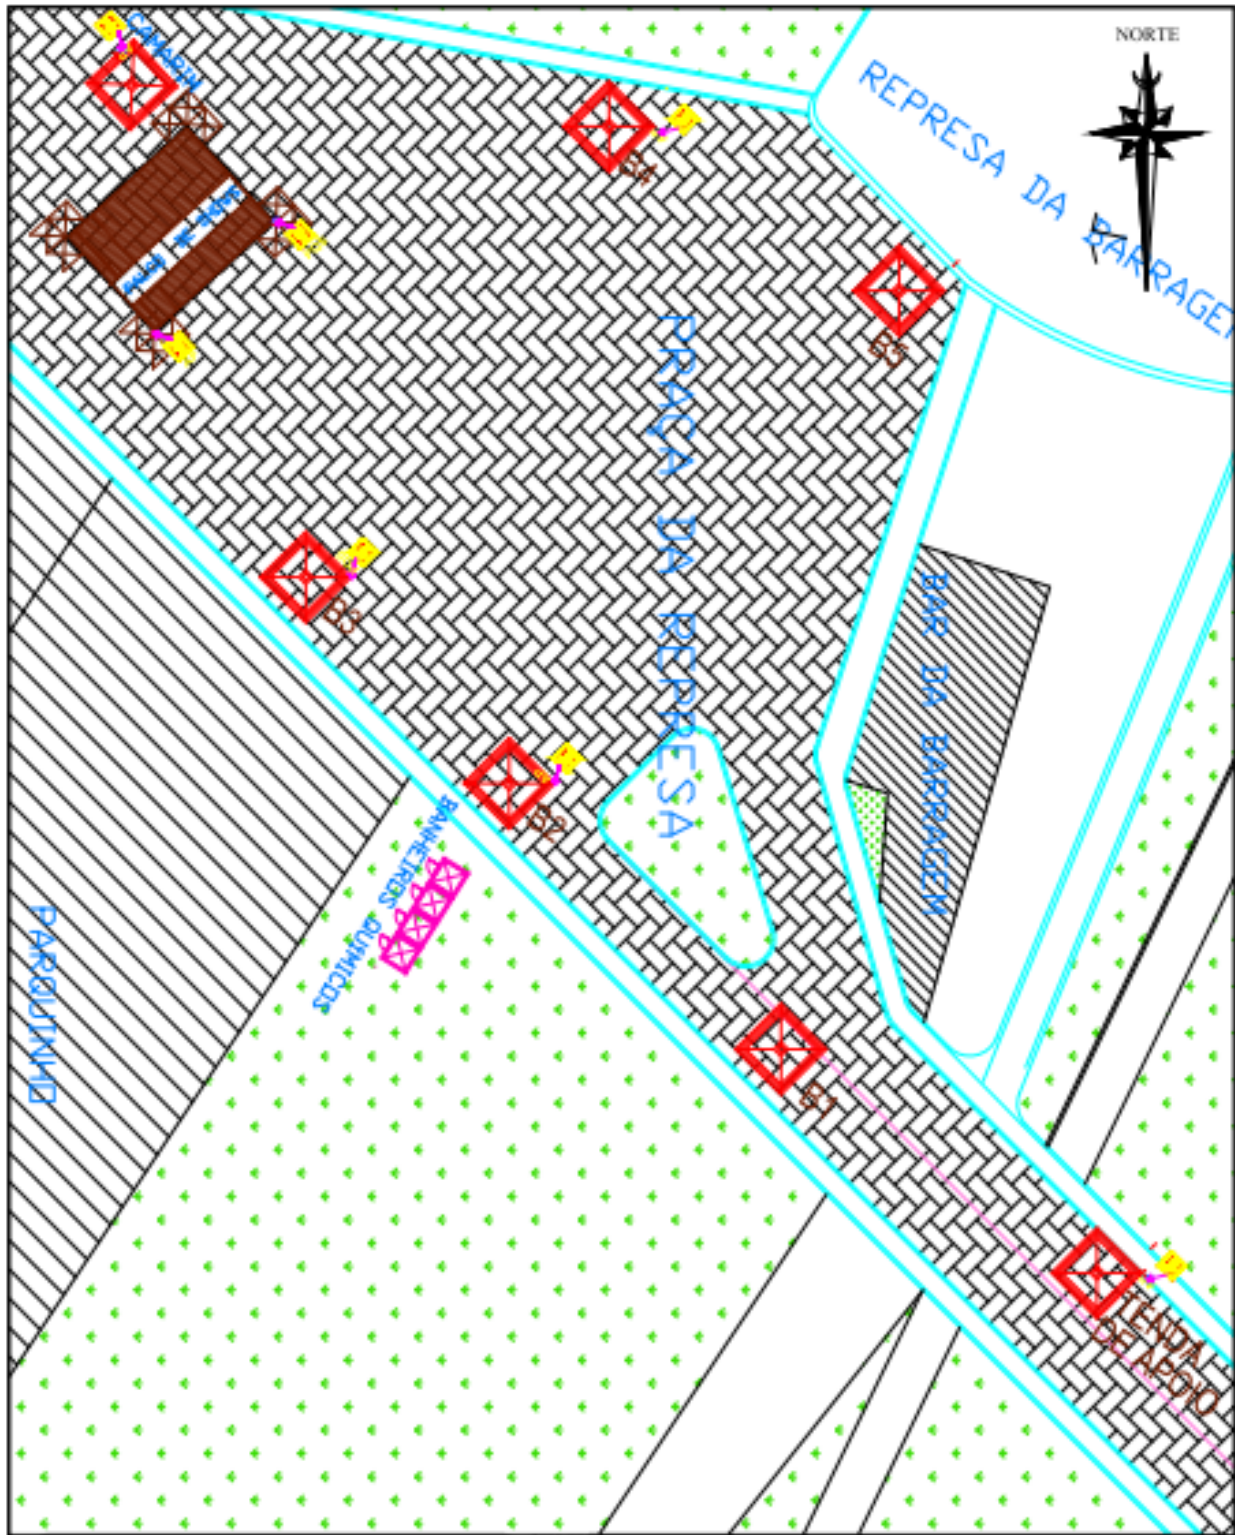 NORTE
CAMARIM
REPRESA DA BARRAGEM
B4
B5
PRAÇA DA REPRESA
BAR DA BARRAGEM
B3
B2
BANHEIROS QUIMICOS
PARQUINHO
B1
TENDA
DE APOIO